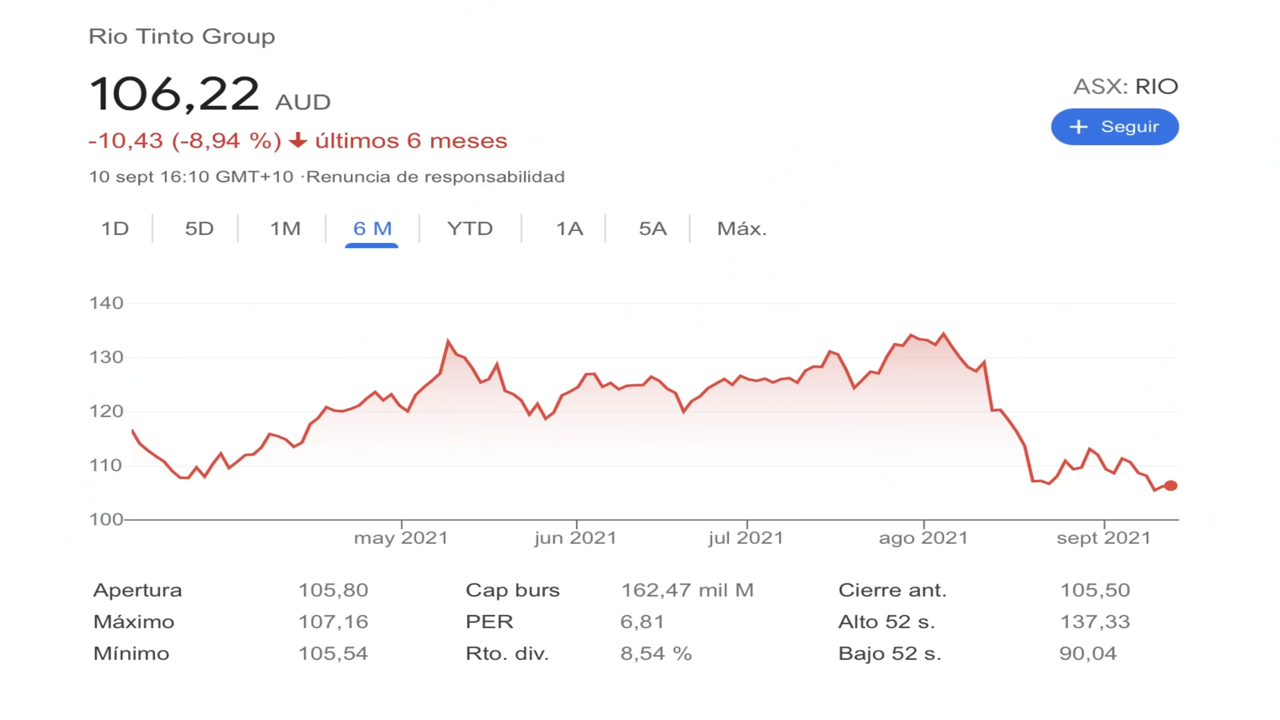 Rio Tinto Group
106,22 AUD
ASX: RIO
-10,43 (-8,94 %) ↓ últimos 6 meses
+ Seguir
10 sept 16:10 GMT+10 ·Renuncia de responsabilidad
1D 5D 1M 6 M YTD 1A 5A Máx.
140
130
120
110
100
may 2021 jun 2021 jul 2021 ago 2021 sept 2021
Apertura 105,80 Cap burs 162,47 mil M Cierre ant. 105,50
Máximo 107,16 PER 6,81 Alto 52 s. 137,33
Mínimo 105,54 Rto. div. 8,54 % Bajo 52 s. 90,04